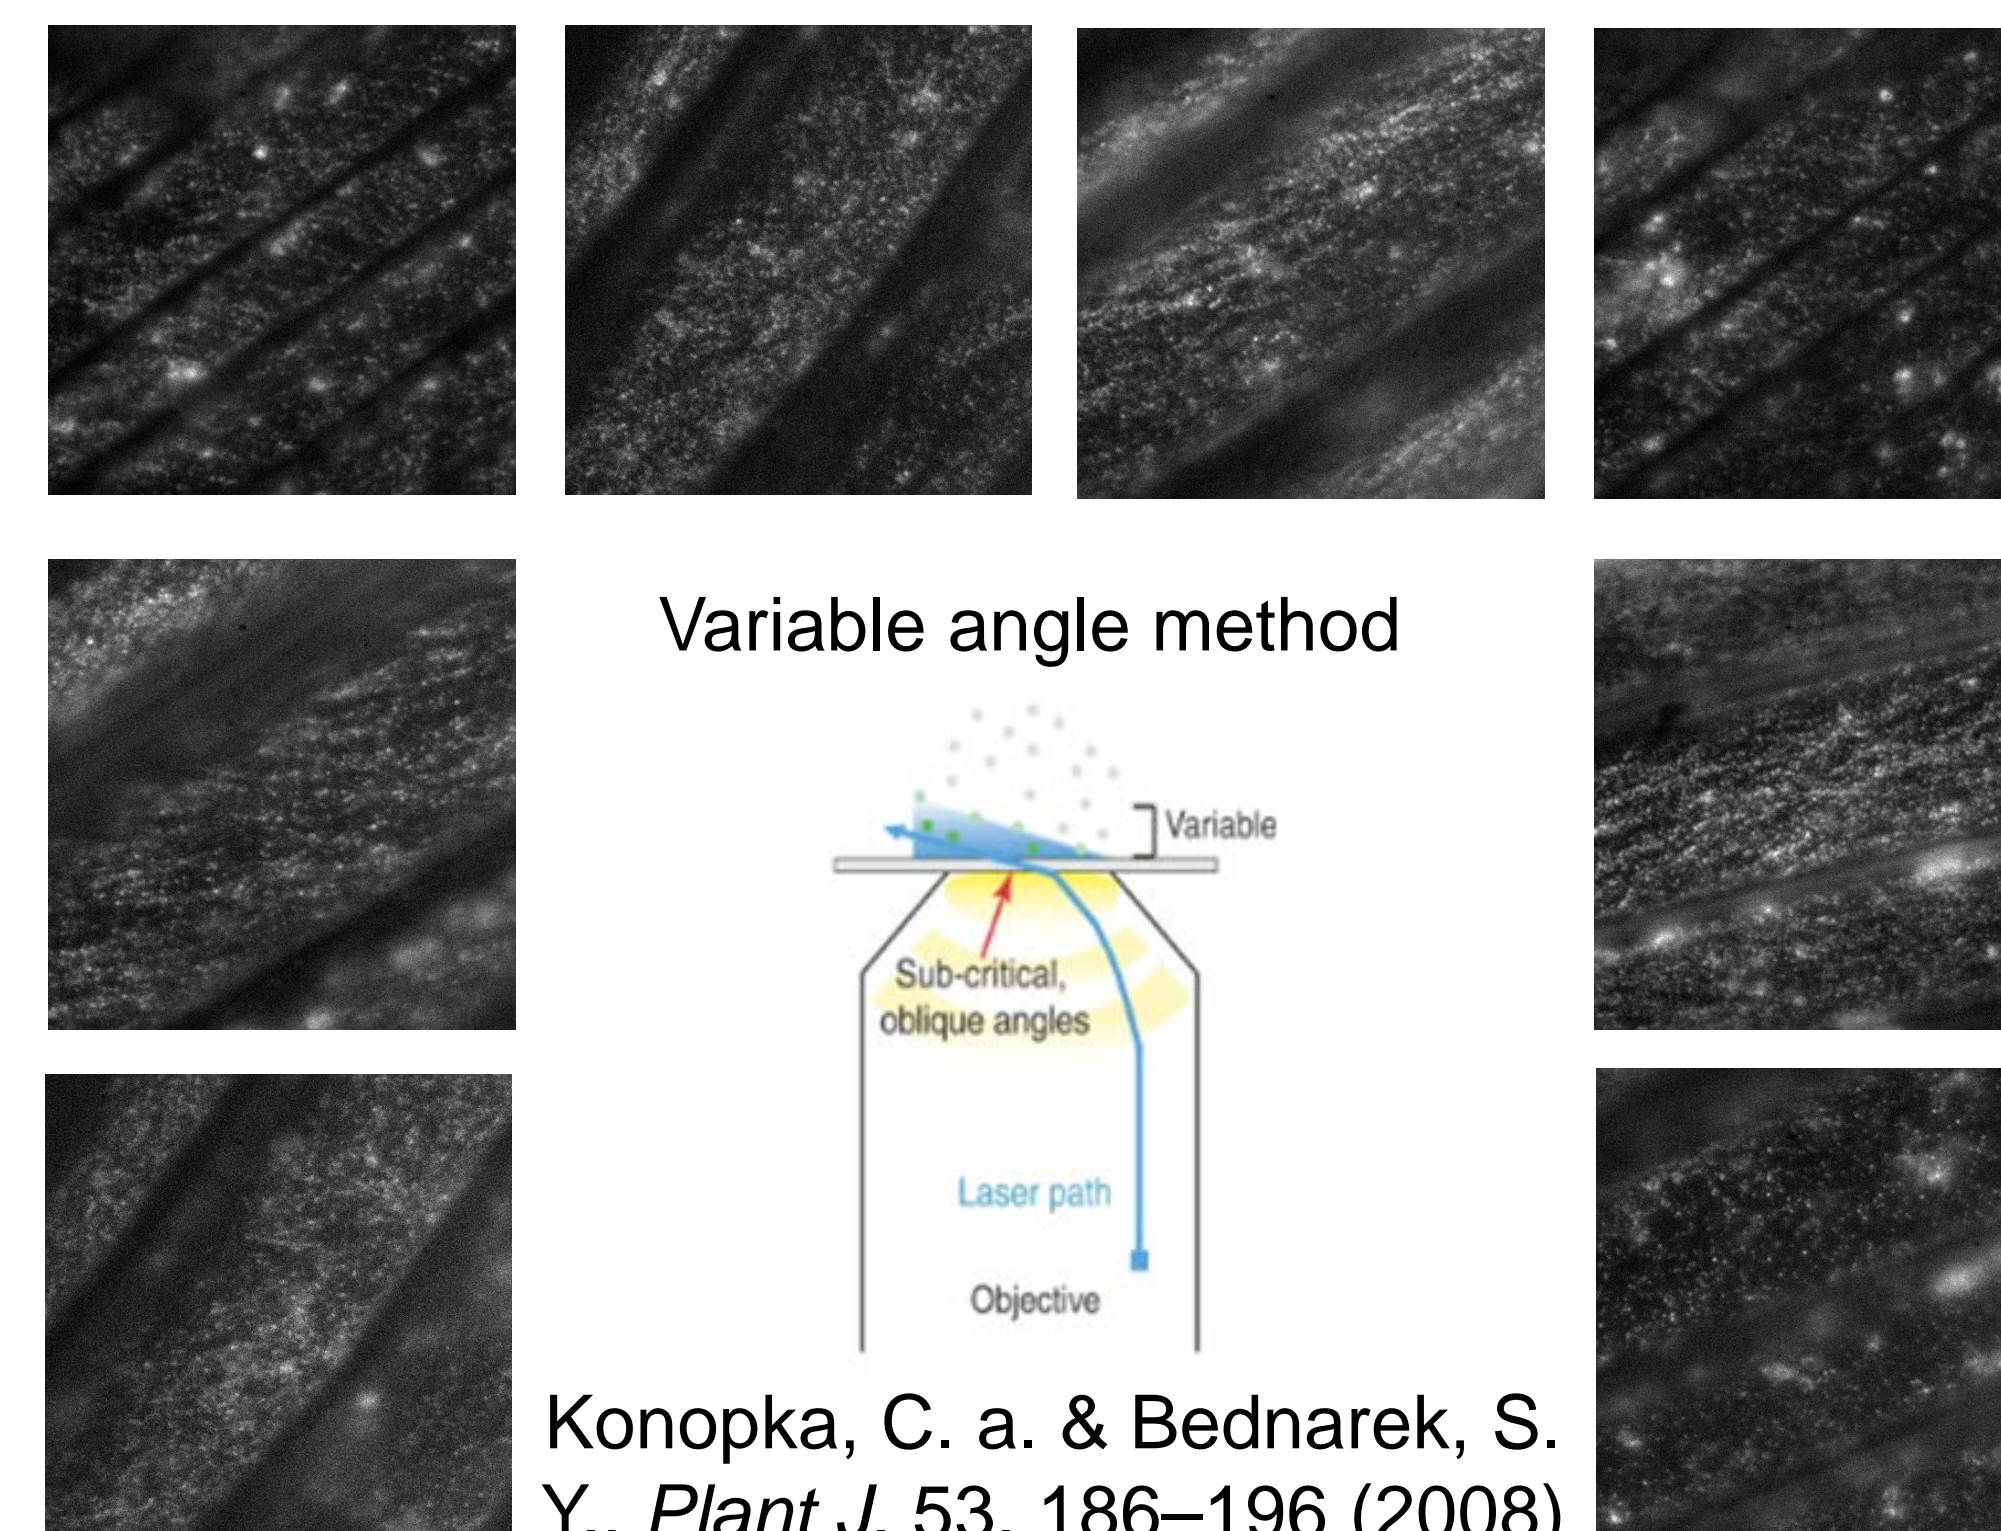 Variable angle method
Variable
Sub-critical,
oblique angles
Laser path
Objective
Konopka, C. a. & Bednarek, S.
Y.. Plant J. 53, 186–196 (2008)